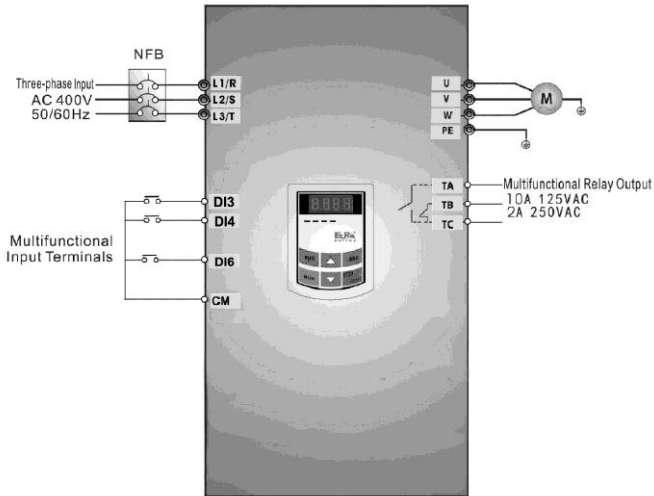 NFB
Three-phase Input
AC 400V
50/60Hz
L1/R
L2/S
L3/T
U
V
W
PE
M
DI3
DI4
DI6
CM
Multifunctional
Input Terminals
8.8.8.8.
TA
TB
TC
Multifunctional Relay Output
10A 125VAC
2A 250VAC